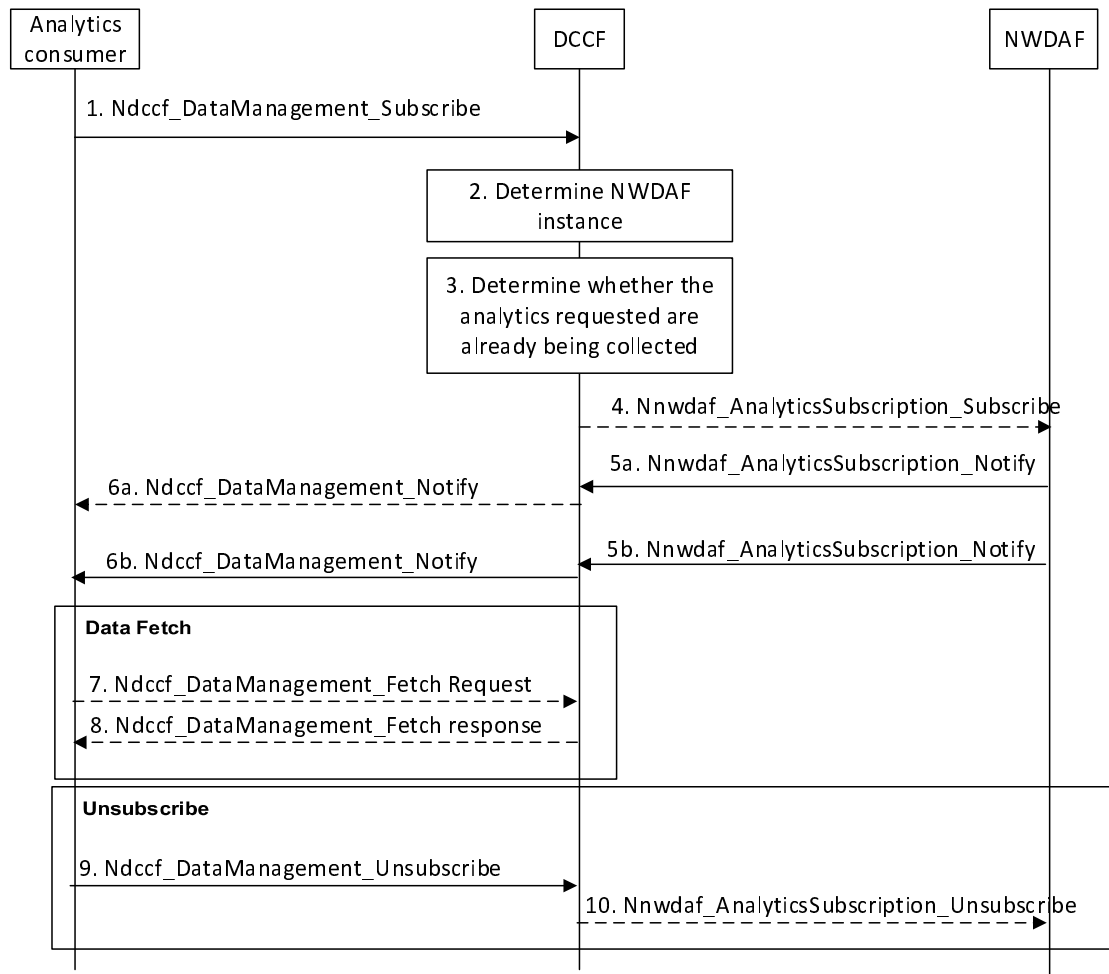 Analytics
consumer
DCCF
NWDAF
1. Ndccf_DataManagement_Subscribe
2. Determine NWDAF
instance
3. Determine whether the
analytics requested are
already being collected
4. Nnwdaf_AnalyticsSubscription_Subscribe
5a. Nnwdaf_AnalyticsSubscription_Notify
6a. Ndccf_DataManagement_Notify
5b. Nnwdaf_AnalyticsSubscription_Notify
6b. Ndccf_DataManagement_Notify
Data Fetch
7. Ndccf_DataManagement_Fetch Request
8. Ndccf_DataManagement_Fetch response
Unsubscribe
9. Ndccf_DataManagement_Unsubscribe
10. Nnwdaf_AnalyticsSubscription_Unsubscribe